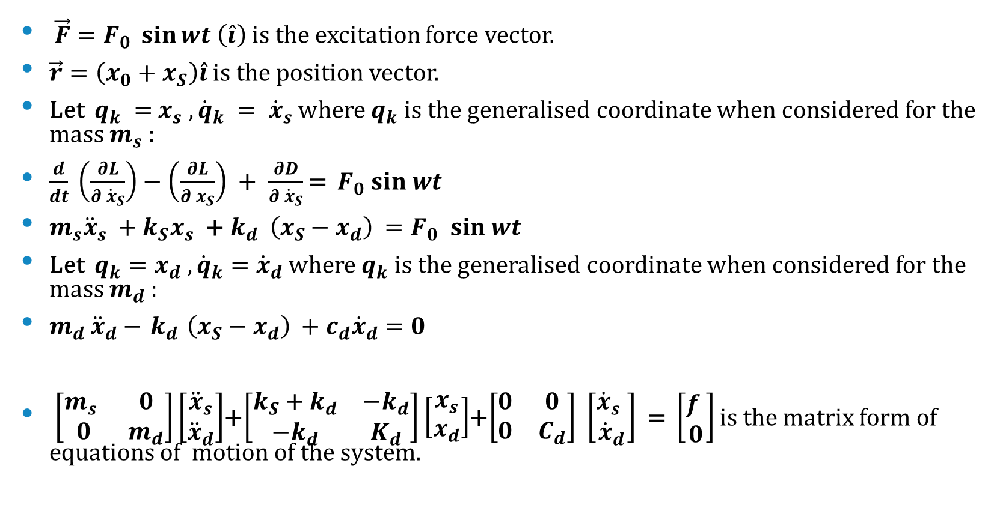 • $\vec{F} = F_0 \sin wt\ (\hat{\imath})$ is the excitation force vector.
• $\vec{r} = (x_0 + x_S)\hat{\imath}$ is the position vector.
• Let $q_k = x_s , \dot{q}_k = \dot{x}_s$ where $q_k$ is the generalised coordinate when considered for the
mass $m_s$ :
• $\frac{d}{dt}\left(\frac{\partial L}{\partial \dot{x}_S}\right) - \left(\frac{\partial L}{\partial x_S}\right) + \frac{\partial D}{\partial \dot{x}_S} = F_0 \sin wt$
• $m_s\ddot{x}_s + k_S x_s + k_d (x_S - x_d) = F_0 \sin wt$
• Let $q_k = x_d , \dot{q}_k = \dot{x}_d$ where $q_k$ is the generalised coordinate when considered for the
mass $m_d$ :
• $m_d \ddot{x}_d - k_d (x_S - x_d) + c_d\dot{x}_d = 0$
• $\begin{bmatrix} m_s & 0 \\ 0 & m_d \end{bmatrix}\begin{bmatrix} \ddot{x}_s \\ \ddot{x}_d \end{bmatrix} + \begin{bmatrix} k_S + k_d & -k_d \\ -k_d & K_d \end{bmatrix}\begin{bmatrix} x_s \\ x_d \end{bmatrix} + \begin{bmatrix} 0 & 0 \\ 0 & C_d \end{bmatrix}\begin{bmatrix} \dot{x}_s \\ \dot{x}_d \end{bmatrix} = \begin{bmatrix} f \\ 0 \end{bmatrix}$ is the matrix form of
equations of motion of the system.